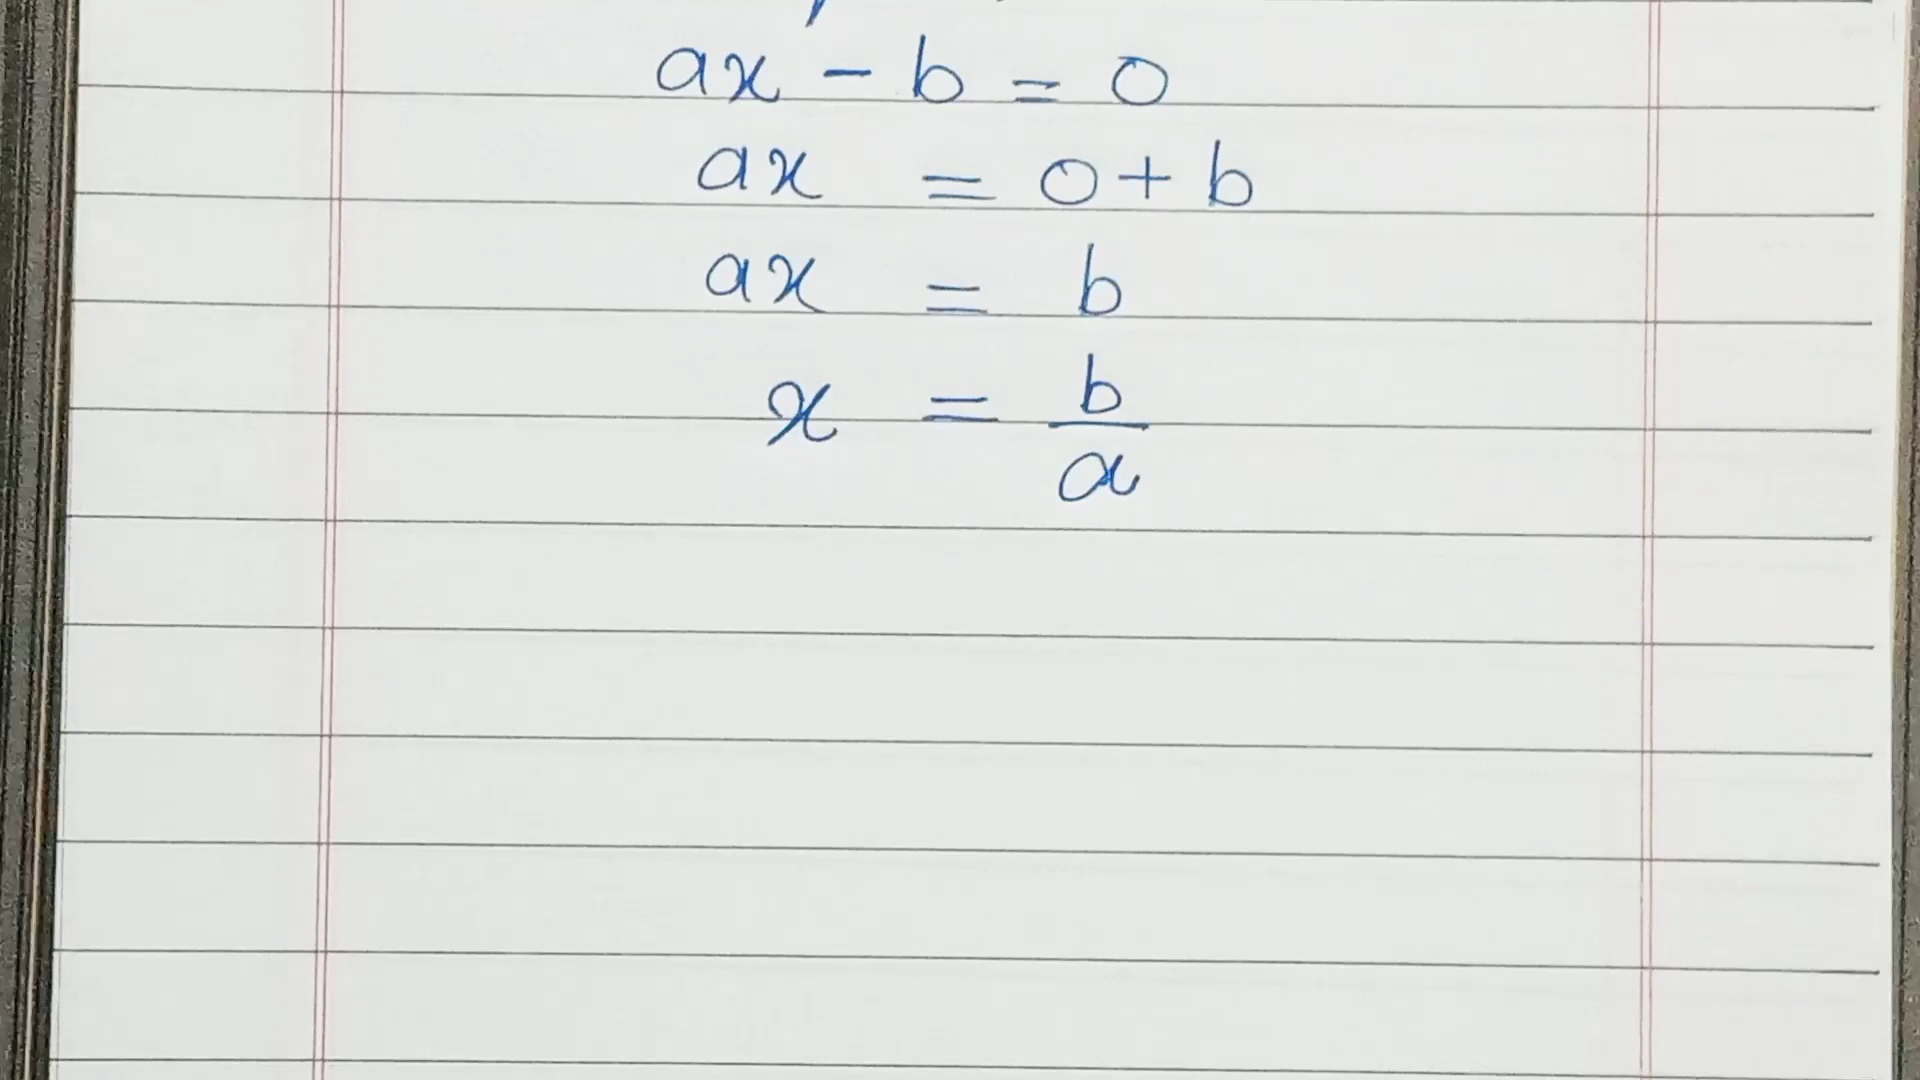 ax - b = 0
ax = 0 + b
ax = b
x = b/a